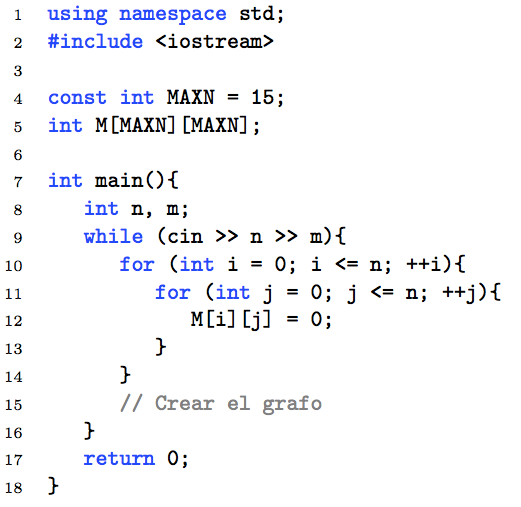 1 using namespace std;
2 #include <iostream>
3
4 const int MAXN = 15;
5 int M[MAXN][MAXN];
6
7 int main(){
8 int n, m;
9 while (cin >> n >> m){
10 for (int i = 0; i <= n; ++i){
11 for (int j = 0; j <= n; ++j){
12 M[i][j] = 0;
13 }
14 }
15 // Crear el grafo
16 }
17 return 0;
18 }